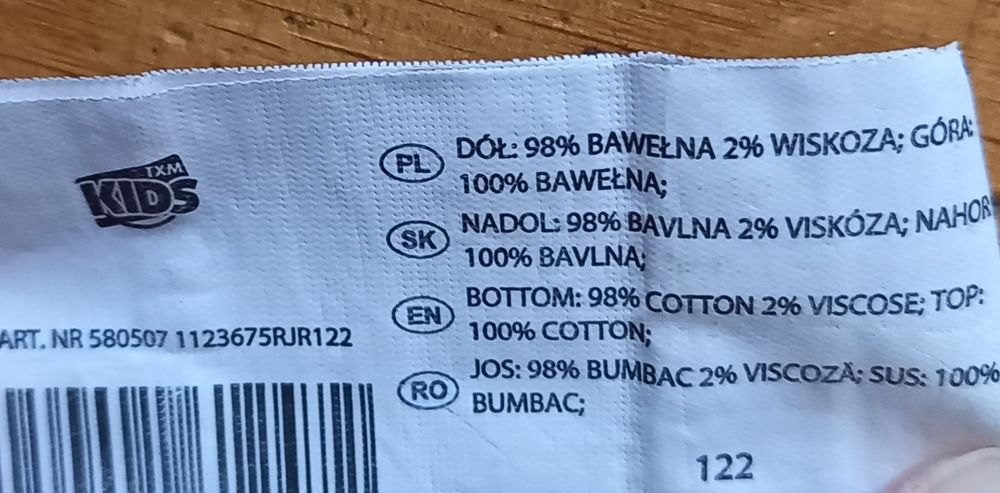 TXM
KIDS
ART. NR 580507 1123675RJR122
PL DÓŁ: 98% BAWEŁNA 2% WISKOZA; GÓRA:
100% BAWEŁNA;
SK NADOL: 98% BAVLNA 2% VISKÓZA; NAHOR
100% BAVLNA;
EN BOTTOM: 98% COTTON 2% VISCOSE; TOP:
100% COTTON;
RO JOS: 98% BUMBAC 2% VISCOZĂ; SUS: 100%
BUMBAC;
122